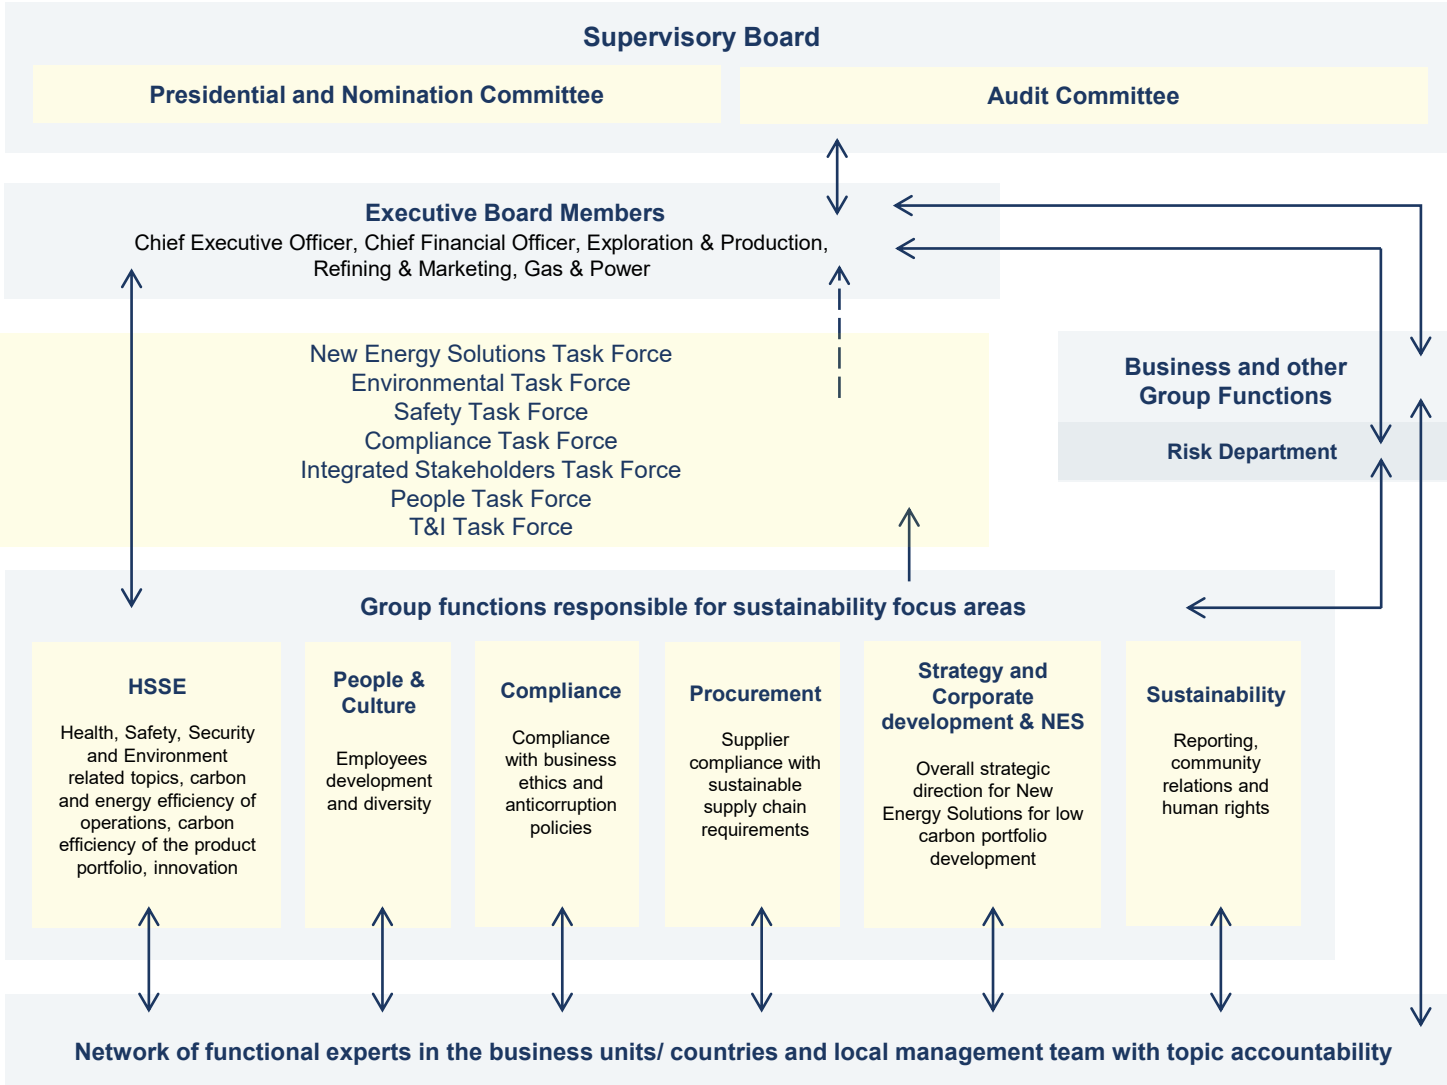 Supervisory Board
Presidential and Nomination Committee
Audit Committee
Executive Board Members
Chief Executive Officer, Chief Financial Officer, Exploration & Production,
Refining & Marketing, Gas & Power
New Energy Solutions Task Force
Environmental Task Force
Safety Task Force
Compliance Task Force
Integrated Stakeholders Task Force
People Task Force
T&I Task Force
Business and other
Group Functions
Risk Department
Group functions responsible for sustainability focus areas
HSSE
Health, Safety, Security
and Environment
related topics, carbon
and energy efficiency of
operations, carbon
efficiency of the product
portfolio, innovation
People &
Culture
Employees
development
and diversity
Compliance
Compliance
with business
ethics and
anticorruption
policies
Procurement
Supplier
compliance with
sustainable
supply chain
requirements
Strategy and
Corporate
development & NES
Overall strategic
direction for New
Energy Solutions for low
carbon portfolio
development
Sustainability
Reporting,
community
relations and
human rights
Network of functional experts in the business units/ countries and local management team with topic accountability